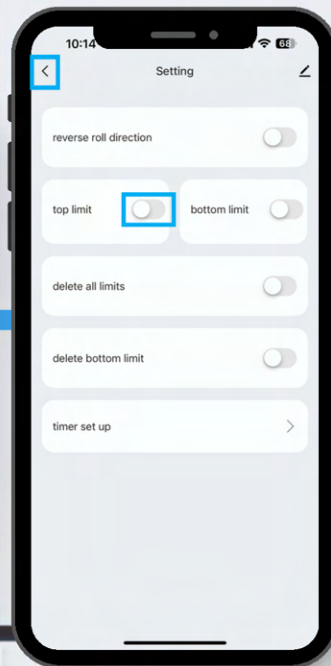 10:14
68
Setting
reverse roll direction
top limit
bottom limit
delete all limits
delete bottom limit
timer set up